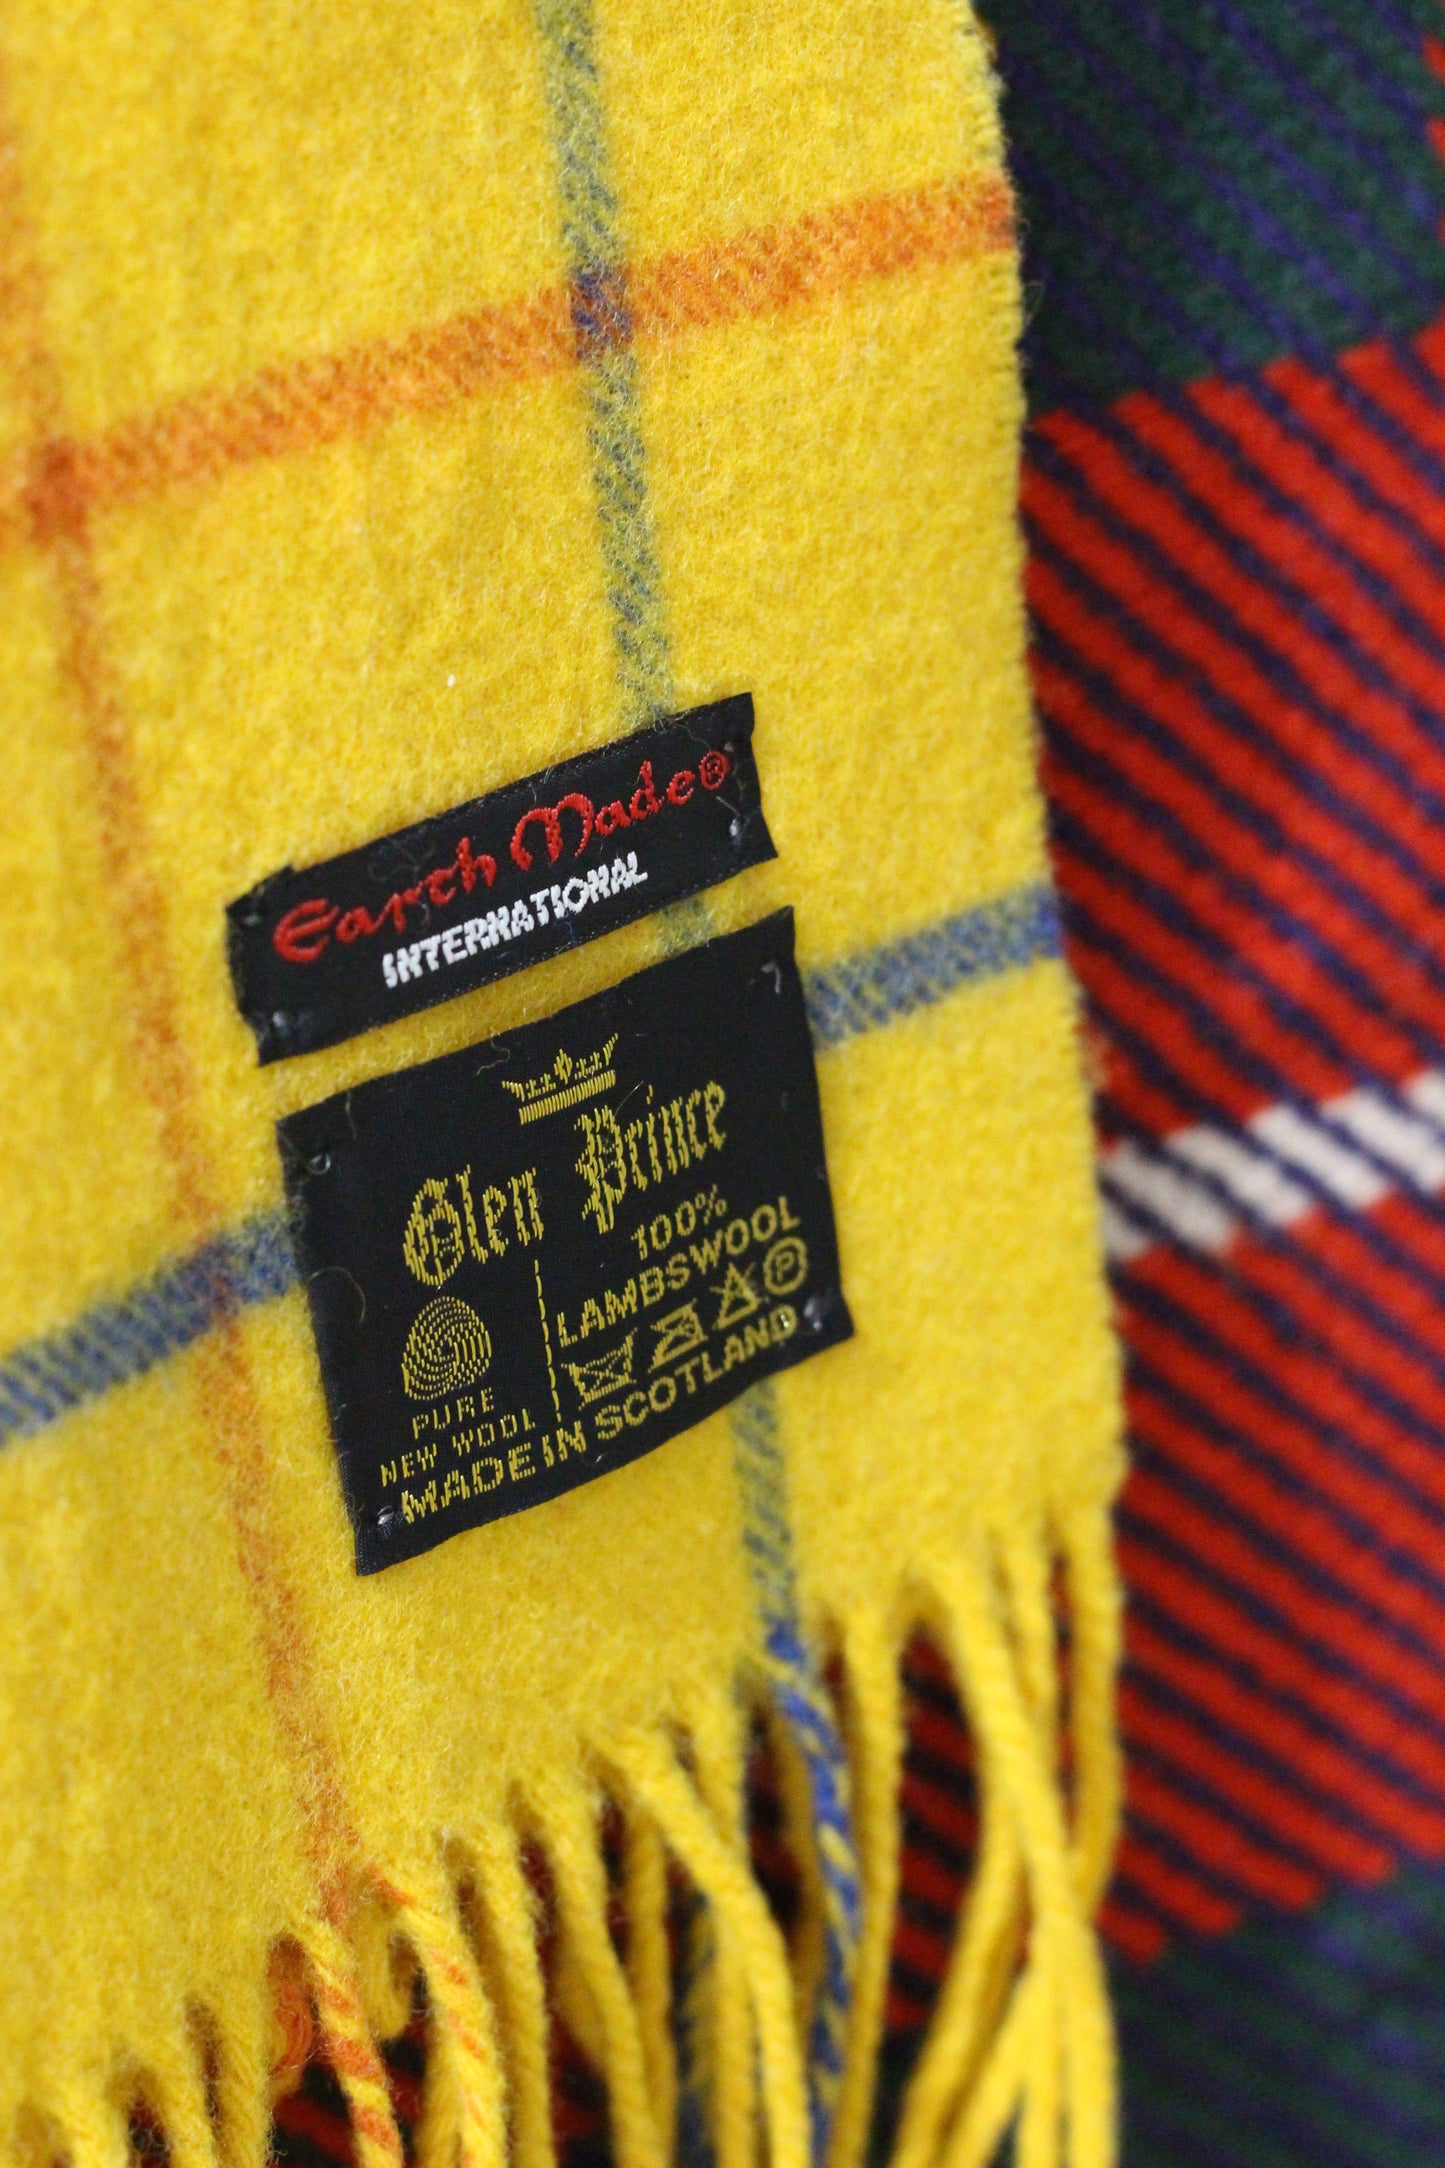 Earth Made®
INTERNATIONAL
Glen Prince
100%
LAMBSWOOL
P
PURE
NEW WOOL
MADE IN SCOTLAND